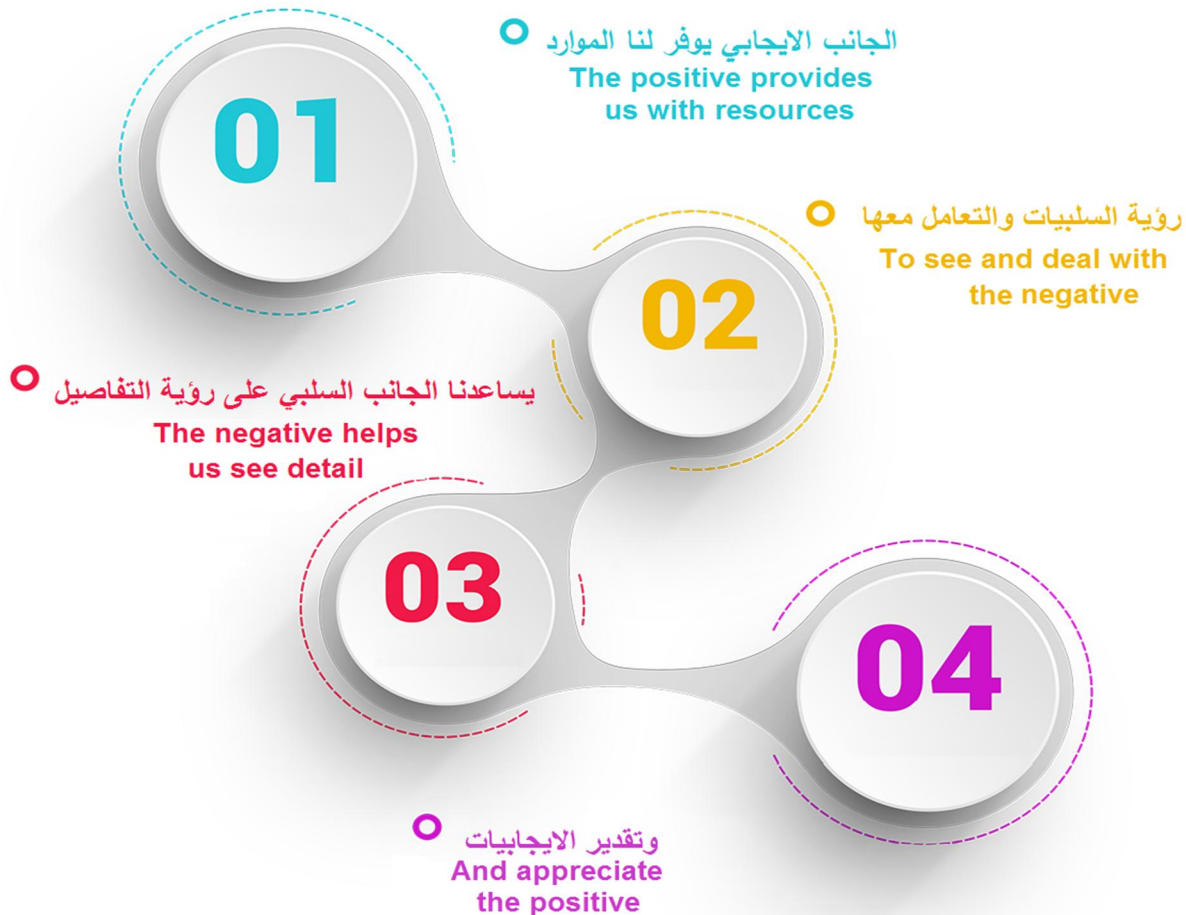 01
الجانب الايجابي يوفر لنا الموارد
The positive provides
us with resources
02
رؤية السلبيات والتعامل معها
To see and deal with
the negative
يساعدنا الجانب السلبي على رؤية التفاصيل
The negative helps
us see detail
03
04
وتقدير الايجابيات
And appreciate
the positive